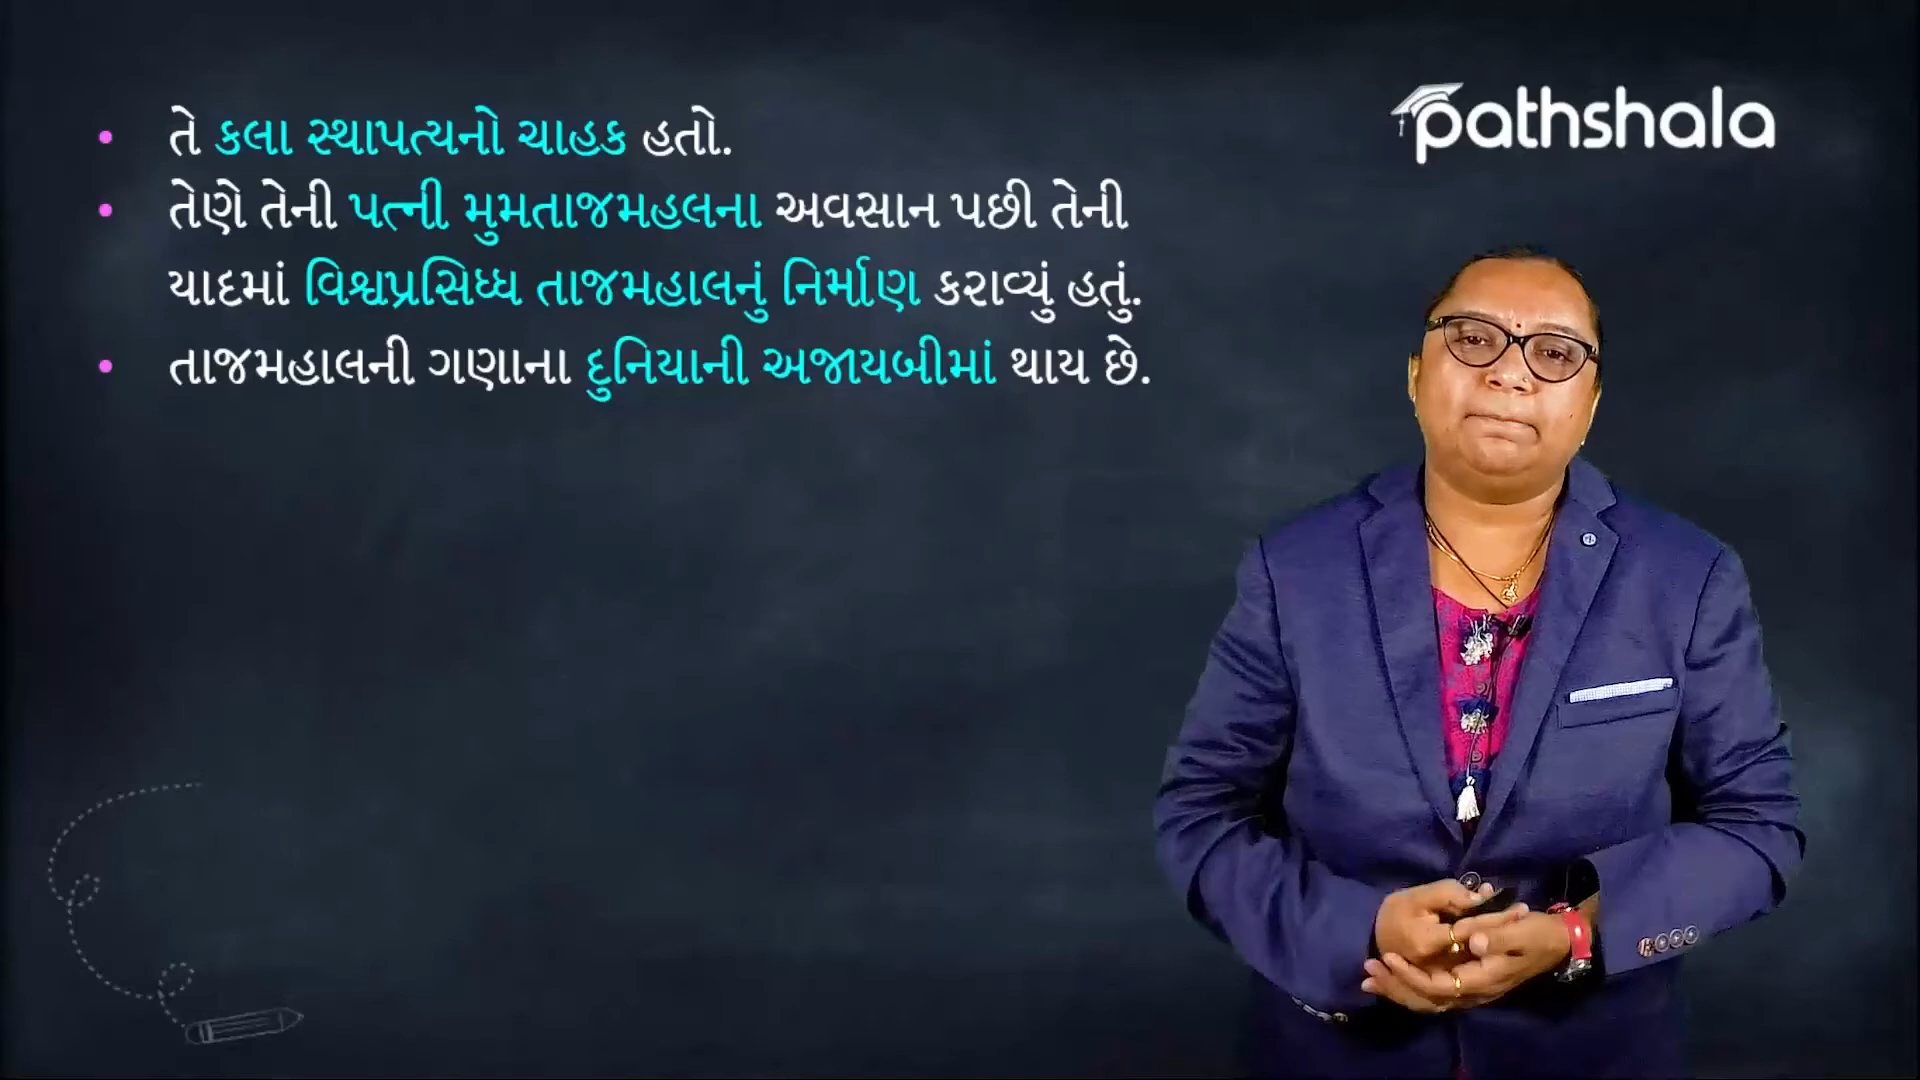 pathshala
તે કલા સ્થાપત્યનો ચાહક હતો.
તેણે તેની પત્ની મુમતાજમહલના અવસાન પછી તેની
યાદમાં વિશ્વપ્રસિધ્ધ તાજમહાલનું નિર્માણ કરાવ્યું હતું.
તાજમહાલની ગણાના દુનિયાની અજાયબીમાં થાય છે.